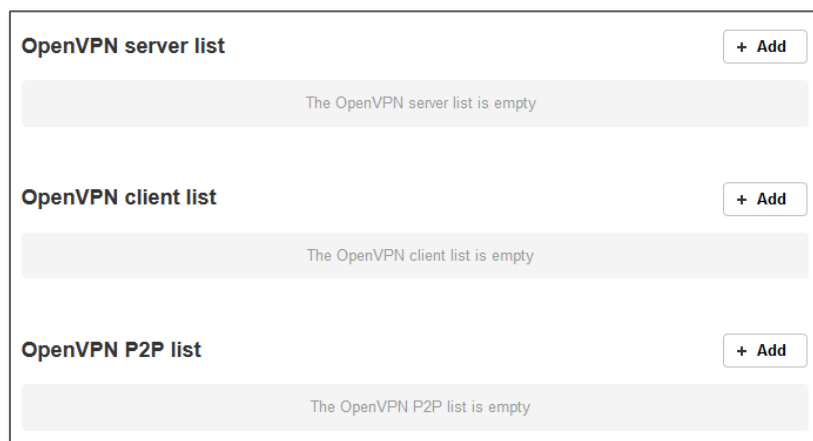 OpenVPN server list
+ Add
The OpenVPN server list is empty
OpenVPN client list
+ Add
The OpenVPN client list is empty
OpenVPN P2P list
+ Add
The OpenVPN P2P list is empty